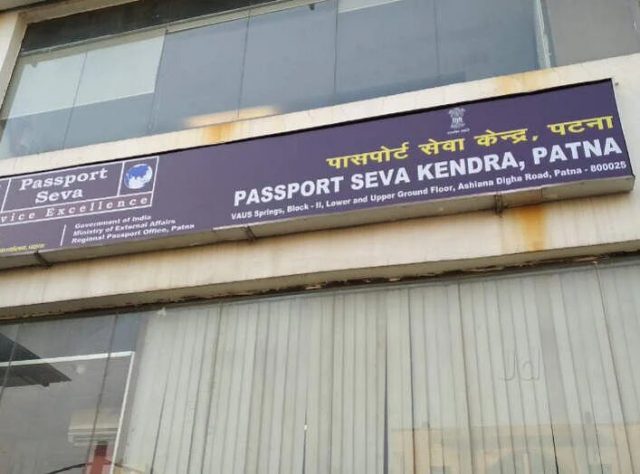 Passport
Seva
vice Excellence
Government of India
Ministry of External Affairs
Regional Passport Office, Patna
पासपोर्ट सेवा केन्द्र, पटना
PASSPORT SEVA KENDRA, PATNA
VAUS Springs, Block - II, Lower and Upper Ground Floor, Ashiana Digha Road, Patna - 800025
Jd